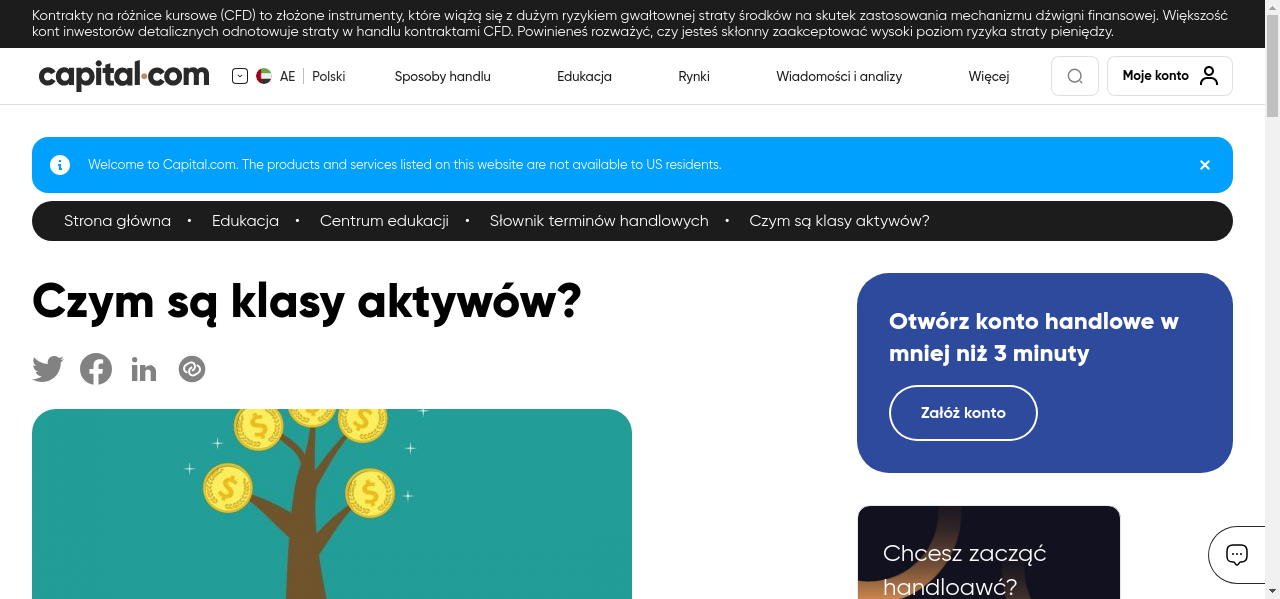 Kontrakty na różnice kursowe (CFD) to złożone instrumenty, które wiążą się z dużym ryzykiem gwałtownej straty środków na skutek zastosowania mechanizmu dźwigni finansowej. Większość
kont inwestorów detalicznych odnotowuje straty w handlu kontraktami CFD. Powinieneś rozważyć, czy jesteś skłonny zaakceptować wysoki poziom ryzyka straty pieniędzy.
capital.com AE Polski Sposoby handlu Edukacja Rynki Wiadomości i analizy Więcej Moje konto
Welcome to Capital.com. The products and services listed on this website are not available to US residents.
Strona główna • Edukacja • Centrum edukacji • Słownik terminów handlowych • Czym są klasy aktywów?
Czym są klasy aktywów?
Otwórz konto handlowe w
mniej niż 3 minuty
Załóż konto
Chcesz zacząć
handloawć?